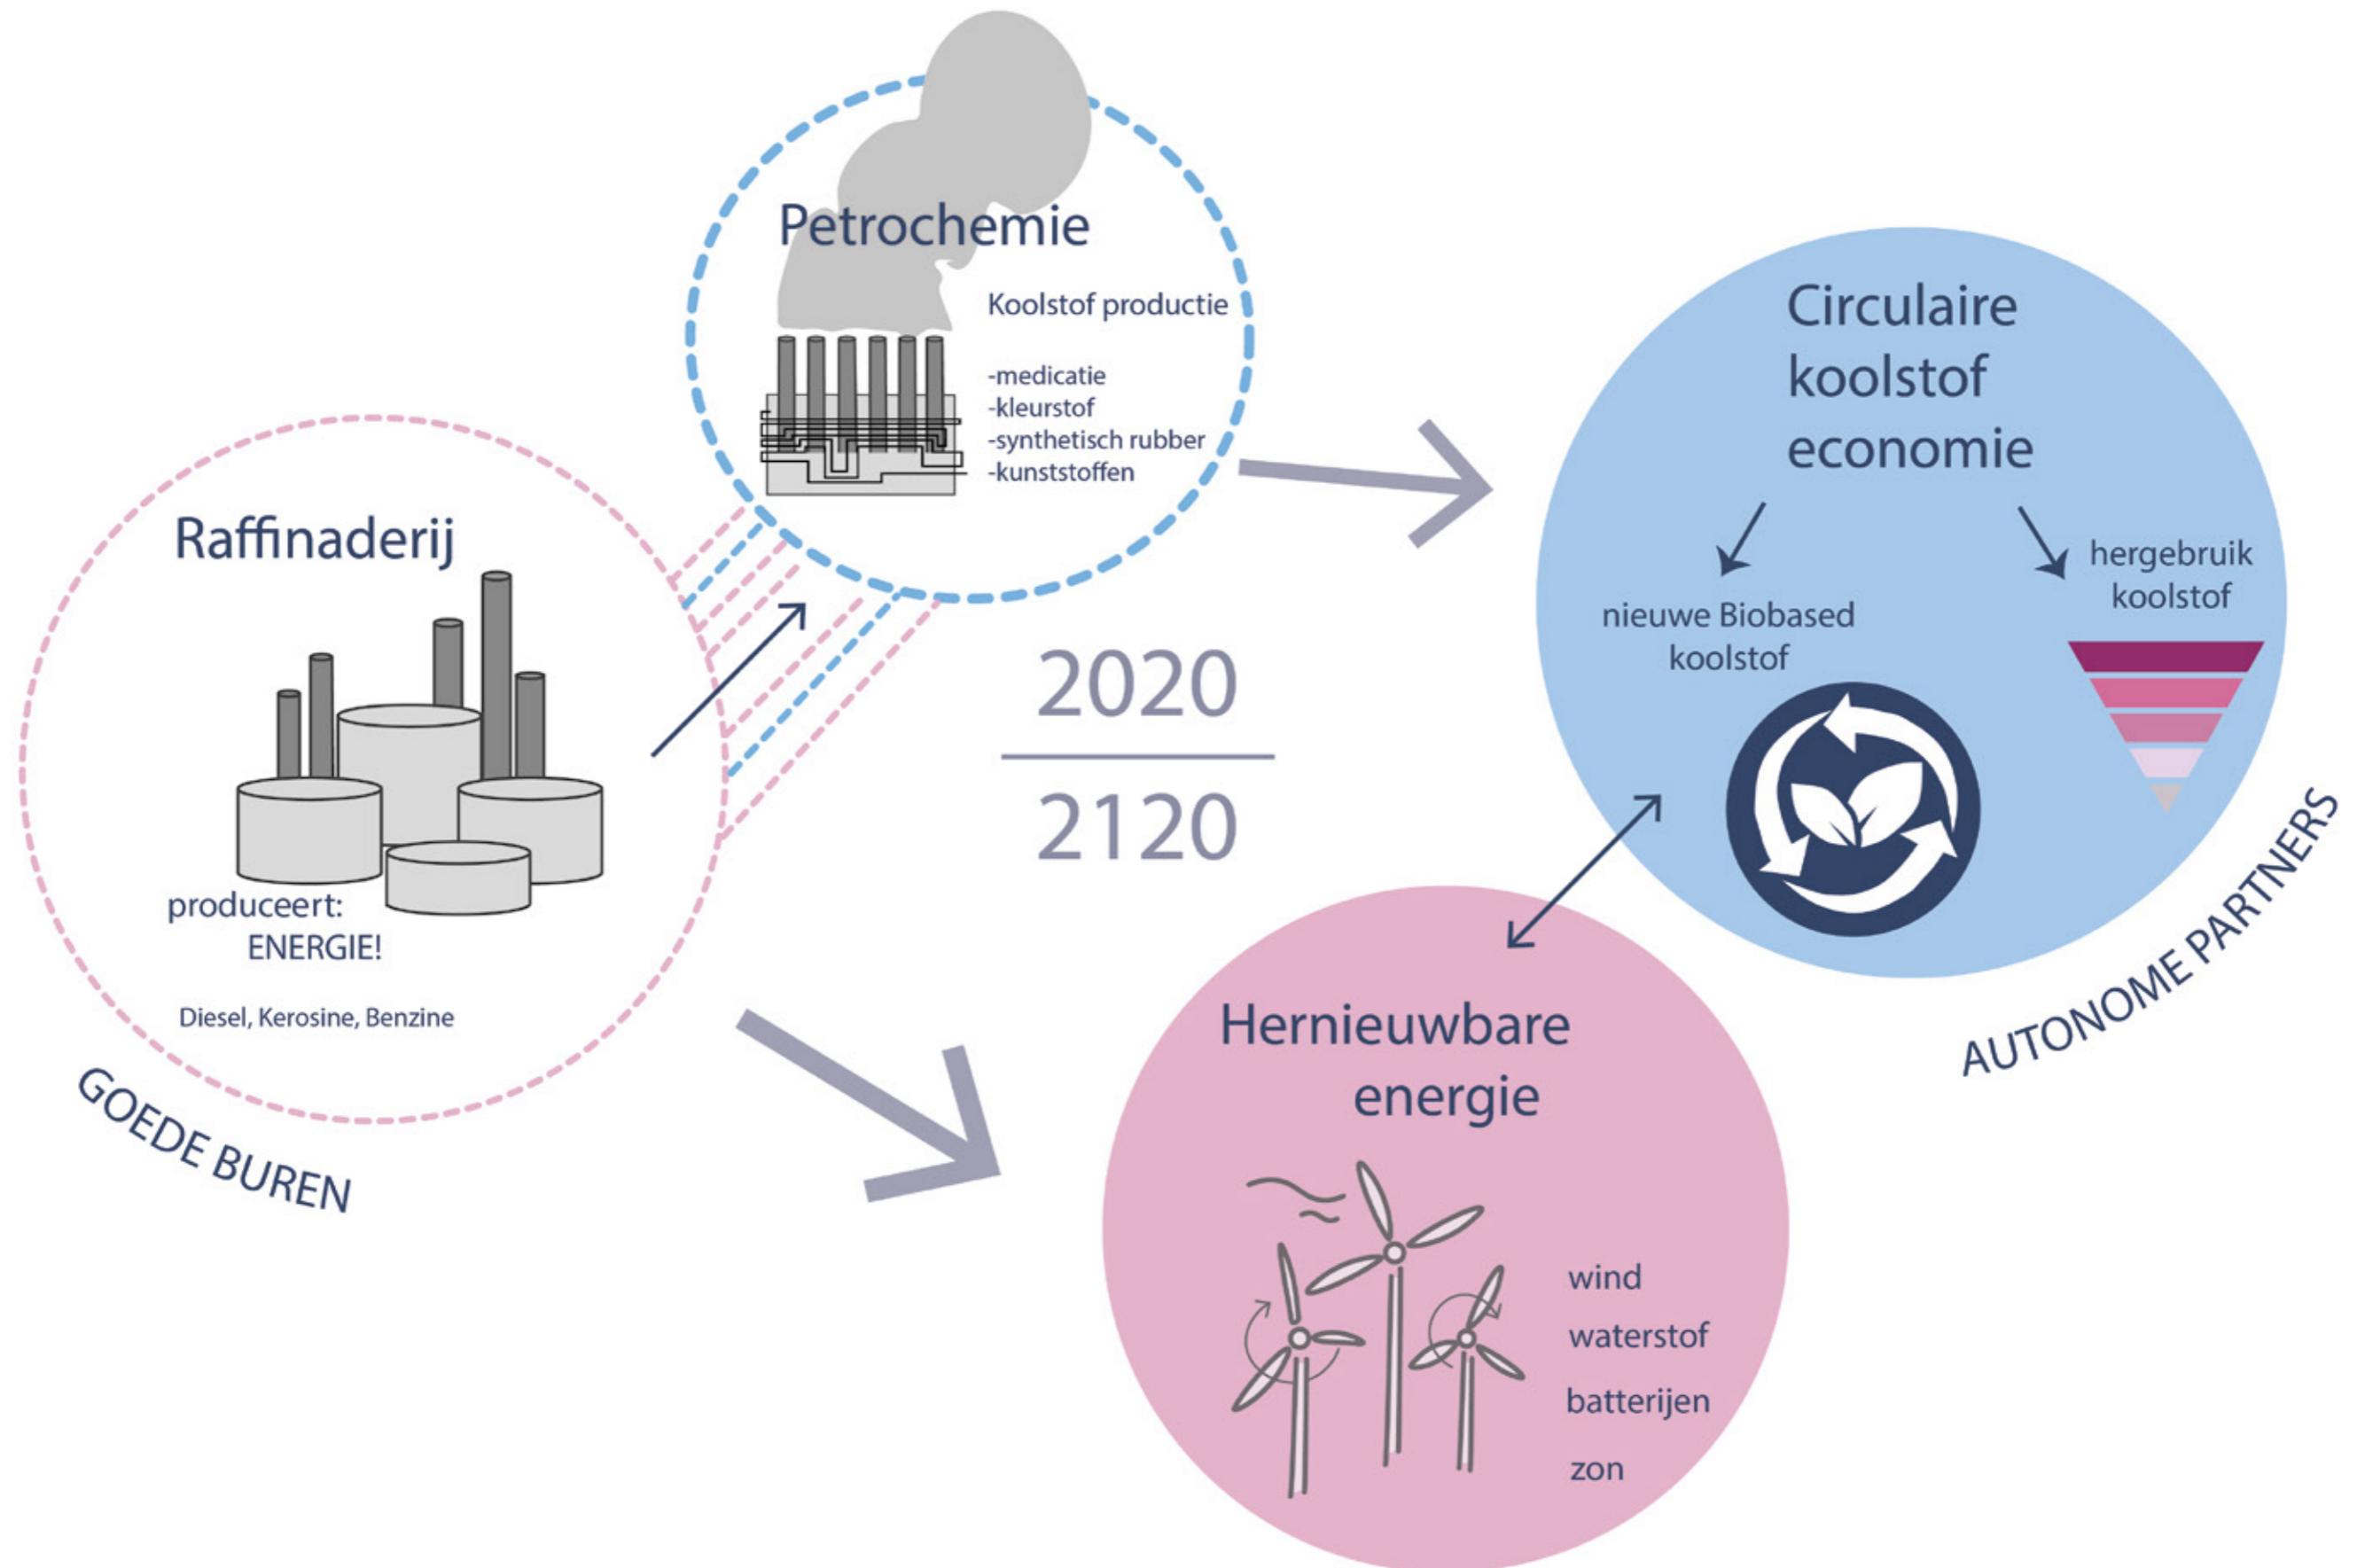 Petrochemie
Koolstof productie
-medicatie
-kleurstof
-synthetisch rubber
-kunststoffen
Raffinaderij
produceert:
ENERGIE!
Diesel, Kerosine, Benzine
GOEDE BUREN
2020
2120
Circulaire
koolstof
economie
nieuwe Biobased
koolstof
hergebruik
koolstof
AUTONOME PARTNERS
Hernieuwbare
energie
wind
waterstof
batterijen
zon